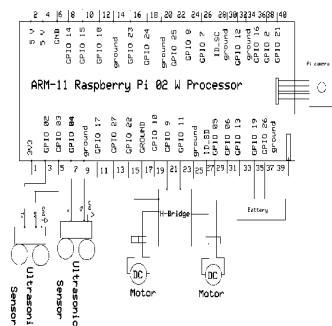 2 4 6 8 10 12 14 16 18 20 22 24 26 28 30 32 34 36 38 40
5 V
5 V
GND
GPIO 14
GPIO 15
GPIO 18
ground
GPIO 23
GPIO 24
ground
GPIO 25
GPIO 8
GPIO 7
ID_SC
ground
GPIO 12
ground
GPIO 16
GPIO 2
GPIO 21
Pi camera
ARM-11 Raspberry Pi 02 W Processor
3V3
GPIO 02
GPIO 03
GPIO 04
ground
GPIO 17
GPIO 27
GPIO 22
GROUND
GPIO 10
GPIO 9
GPIO 11
ground
ID_SD
GPIO 05
GPIO 06
GPIO 13
GPIO 19
GPIO 26
ground
1 3 5 7 9 11 13 15 17 19 21 23 25 27 29 31 33 35 37 39
H-Bridge
Battery
DC
Motor
DC
Motor
Ultrasonic
Sensor
Ultrasoni
Sensor